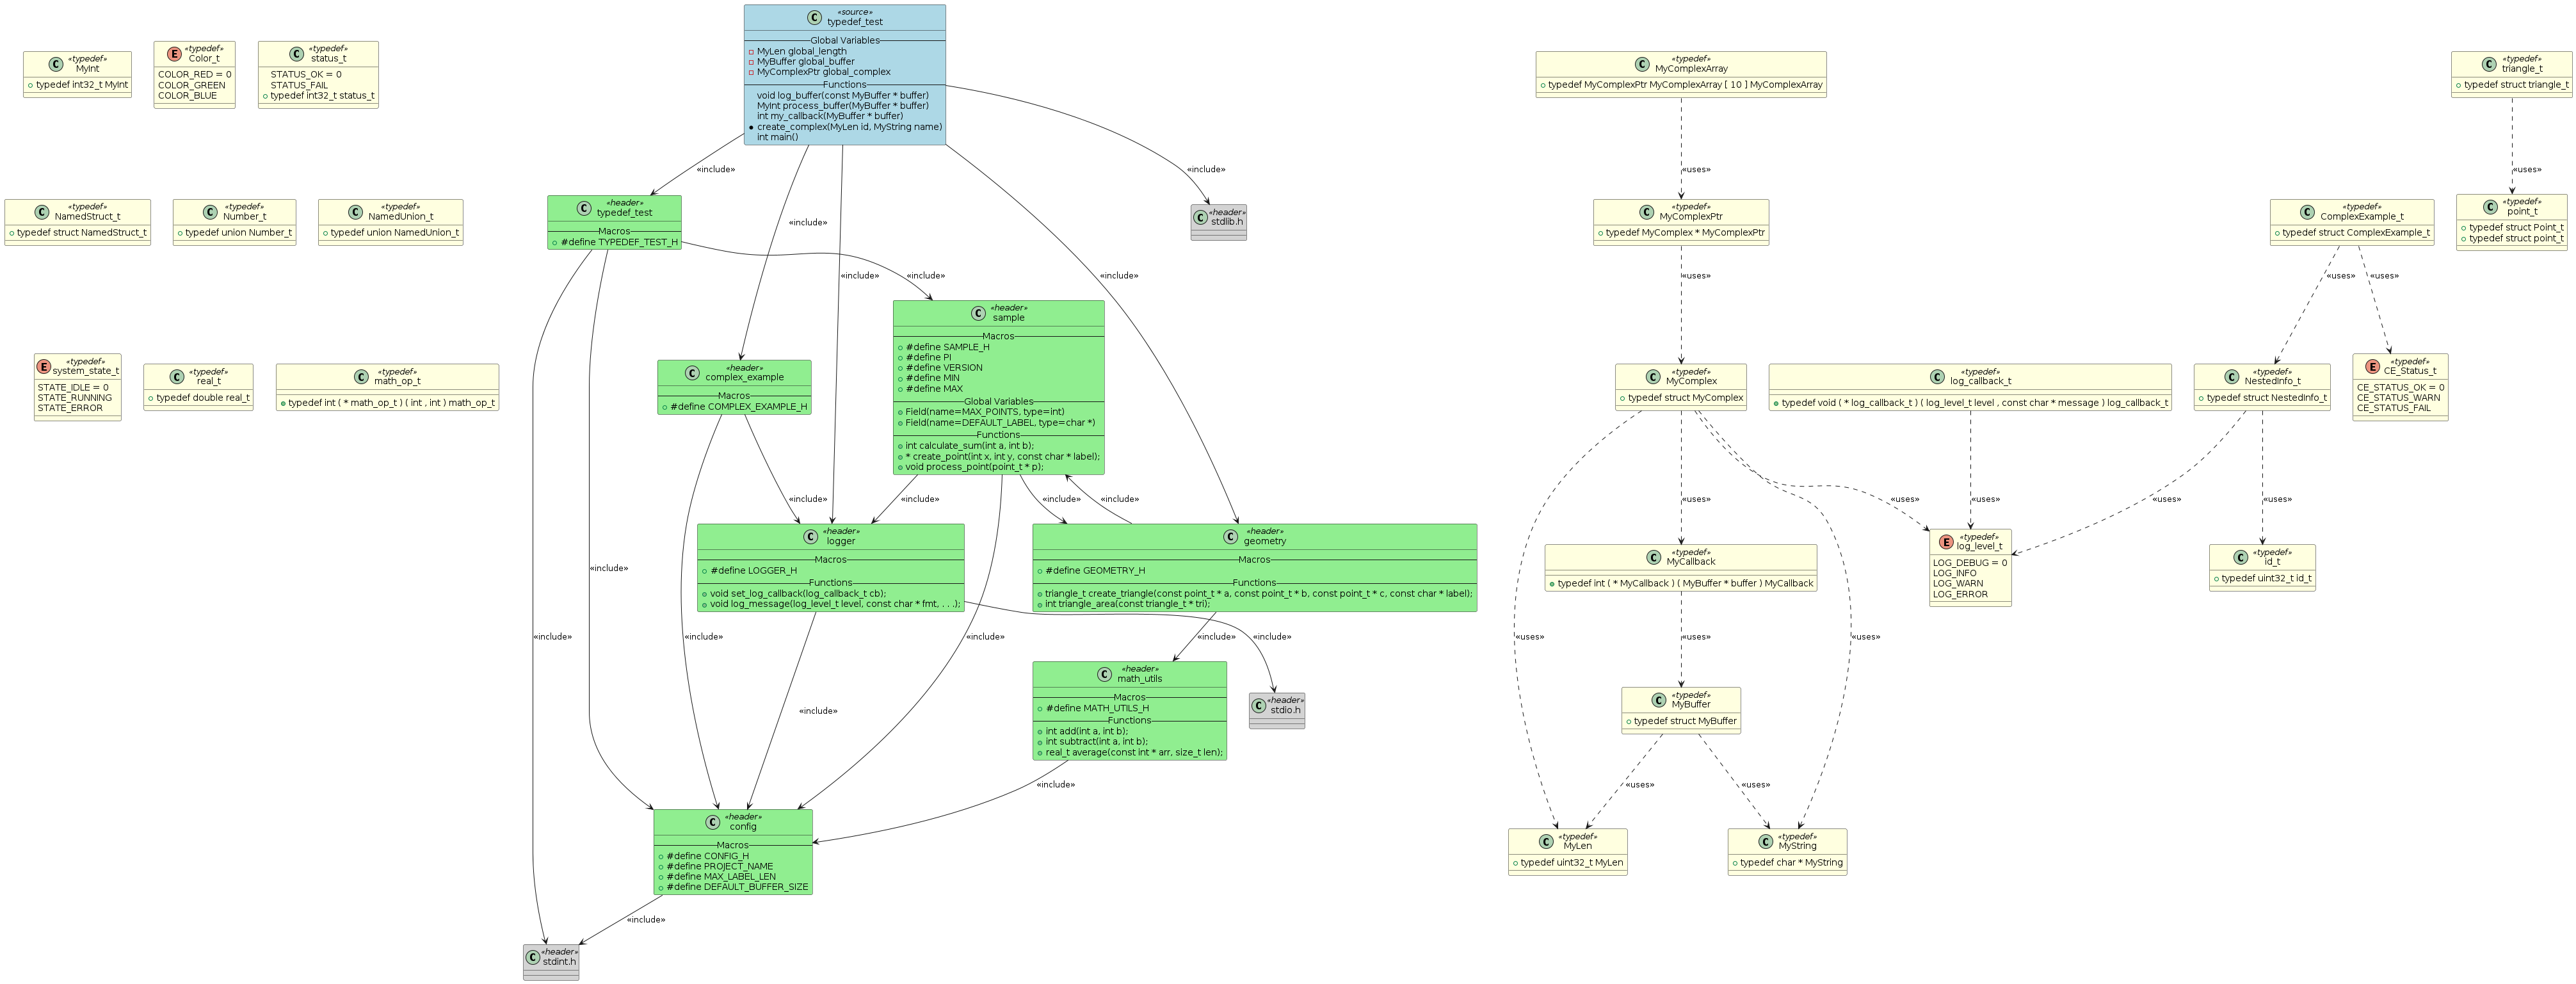 «typedef»
MyInt
typedef int32_t MyInt
«typedef»
Color_t
COLOR_RED = 0
COLOR_GREEN
COLOR_BLUE
«typedef»
status_t
STATUS_OK = 0
STATUS_FAIL
typedef int32_t status_t
«source»
typedef_test
Global Variables
MyLen global_length
MyBuffer global_buffer
MyComplexPtr global_complex
Functions
void log_buffer(const MyBuffer * buffer)
MyInt process_buffer(MyBuffer * buffer)
int my_callback(MyBuffer * buffer)
create_complex(MyLen id, MyString name)
int main()
«typedef»
MyComplexArray
typedef MyComplexPtr MyComplexArray [ 10 ] MyComplexArray
«typedef»
triangle_t
typedef struct triangle_t
«include»
«include»
«uses»
«uses»
«typedef»
NamedStruct_t
typedef struct NamedStruct_t
«typedef»
Number_t
typedef union Number_t
«typedef»
NamedUnion_t
typedef union NamedUnion_t
«header»
typedef_test
Macros
#define TYPEDEF_TEST_H
«include»
«header»
stdlib.h
«typedef»
MyComplexPtr
typedef MyComplex * MyComplexPtr
«typedef»
ComplexExample_t
typedef struct ComplexExample_t
«typedef»
point_t
typedef struct Point_t
typedef struct point_t
«include»
«include»
«include»
«uses»
«uses»
«uses»
«typedef»
system_state_t
STATE_IDLE = 0
STATE_RUNNING
STATE_ERROR
«typedef»
real_t
typedef double real_t
«typedef»
math_op_t
typedef int ( * math_op_t ) ( int , int ) math_op_t
«header»
complex_example
Macros
#define COMPLEX_EXAMPLE_H
«header»
sample
Macros
#define SAMPLE_H
#define PI
#define VERSION
#define MIN
#define MAX
Global Variables
Field(name=MAX_POINTS, type=int)
Field(name=DEFAULT_LABEL, type=char *)
Functions
int calculate_sum(int a, int b);
* create_point(int x, int y, const char * label);
void process_point(point_t * p);
«typedef»
MyComplex
typedef struct MyComplex
«typedef»
log_callback_t
typedef void ( * log_callback_t ) ( log_level_t level , const char * message ) log_callback_t
«typedef»
NestedInfo_t
typedef struct NestedInfo_t
«typedef»
CE_Status_t
CE_STATUS_OK = 0
CE_STATUS_WARN
CE_STATUS_FAIL
«include»
«include»
«include»
«include»
«uses»
«uses»
«uses»
«uses»
«uses»
«include»
«header»
logger
Macros
#define LOGGER_H
Functions
void set_log_callback(log_callback_t cb);
void log_message(log_level_t level, const char * fmt, . . .);
«header»
geometry
Macros
#define GEOMETRY_H
Functions
triangle_t create_triangle(const point_t * a, const point_t * b, const point_t * c, const char * label);
int triangle_area(const triangle_t * tri);
«typedef»
MyCallback
typedef int ( * MyCallback ) ( MyBuffer * buffer ) MyCallback
«typedef»
log_level_t
LOG_DEBUG = 0
LOG_INFO
LOG_WARN
LOG_ERROR
«typedef»
id_t
typedef uint32_t id_t
«include»
«include»
«include»
«include»
«include»
«uses»
«uses»
«uses»
«include»
«header»
math_utils
Macros
#define MATH_UTILS_H
Functions
int add(int a, int b);
int subtract(int a, int b);
real_t average(const int * arr, size_t len);
«header»
stdio.h
«typedef»
MyBuffer
typedef struct MyBuffer
«include»
«uses»
«uses»
«header»
config
Macros
#define CONFIG_H
#define PROJECT_NAME
#define MAX_LABEL_LEN
#define DEFAULT_BUFFER_SIZE
«typedef»
MyLen
typedef uint32_t MyLen
«typedef»
MyString
typedef char * MyString
«include»
«header»
stdint.h